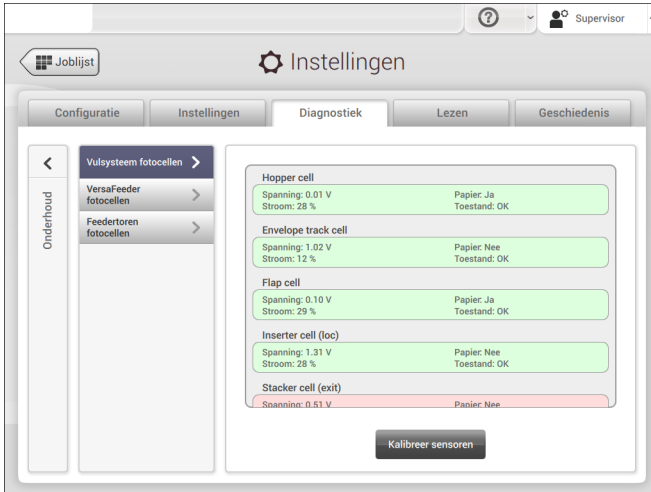 Supervisor
Joblijst
Instellingen
Configuratie
Instellingen
Diagnostiek
Lezen
Geschiedenis
Onderhoud
Vulsysteem fotocellen
VersaFeeder
fotocellen
Feedertoren
fotocellen
Hopper cell
Spanning: 0.01 V Papier: Ja
Stroom: 28 % Toestand: OK
Envelope track cell
Spanning: 1.02 V Papier: Nee
Stroom: 12 % Toestand: OK
Flap cell
Spanning: 0.10 V Papier: Ja
Stroom: 29 % Toestand: OK
Inserter cell (loc)
Spanning: 1.31 V Papier: Nee
Stroom: 28 % Toestand: OK
Stacker cell (exit)
Spanning: 0.51 V Papier: Nee
Kalibreer sensoren